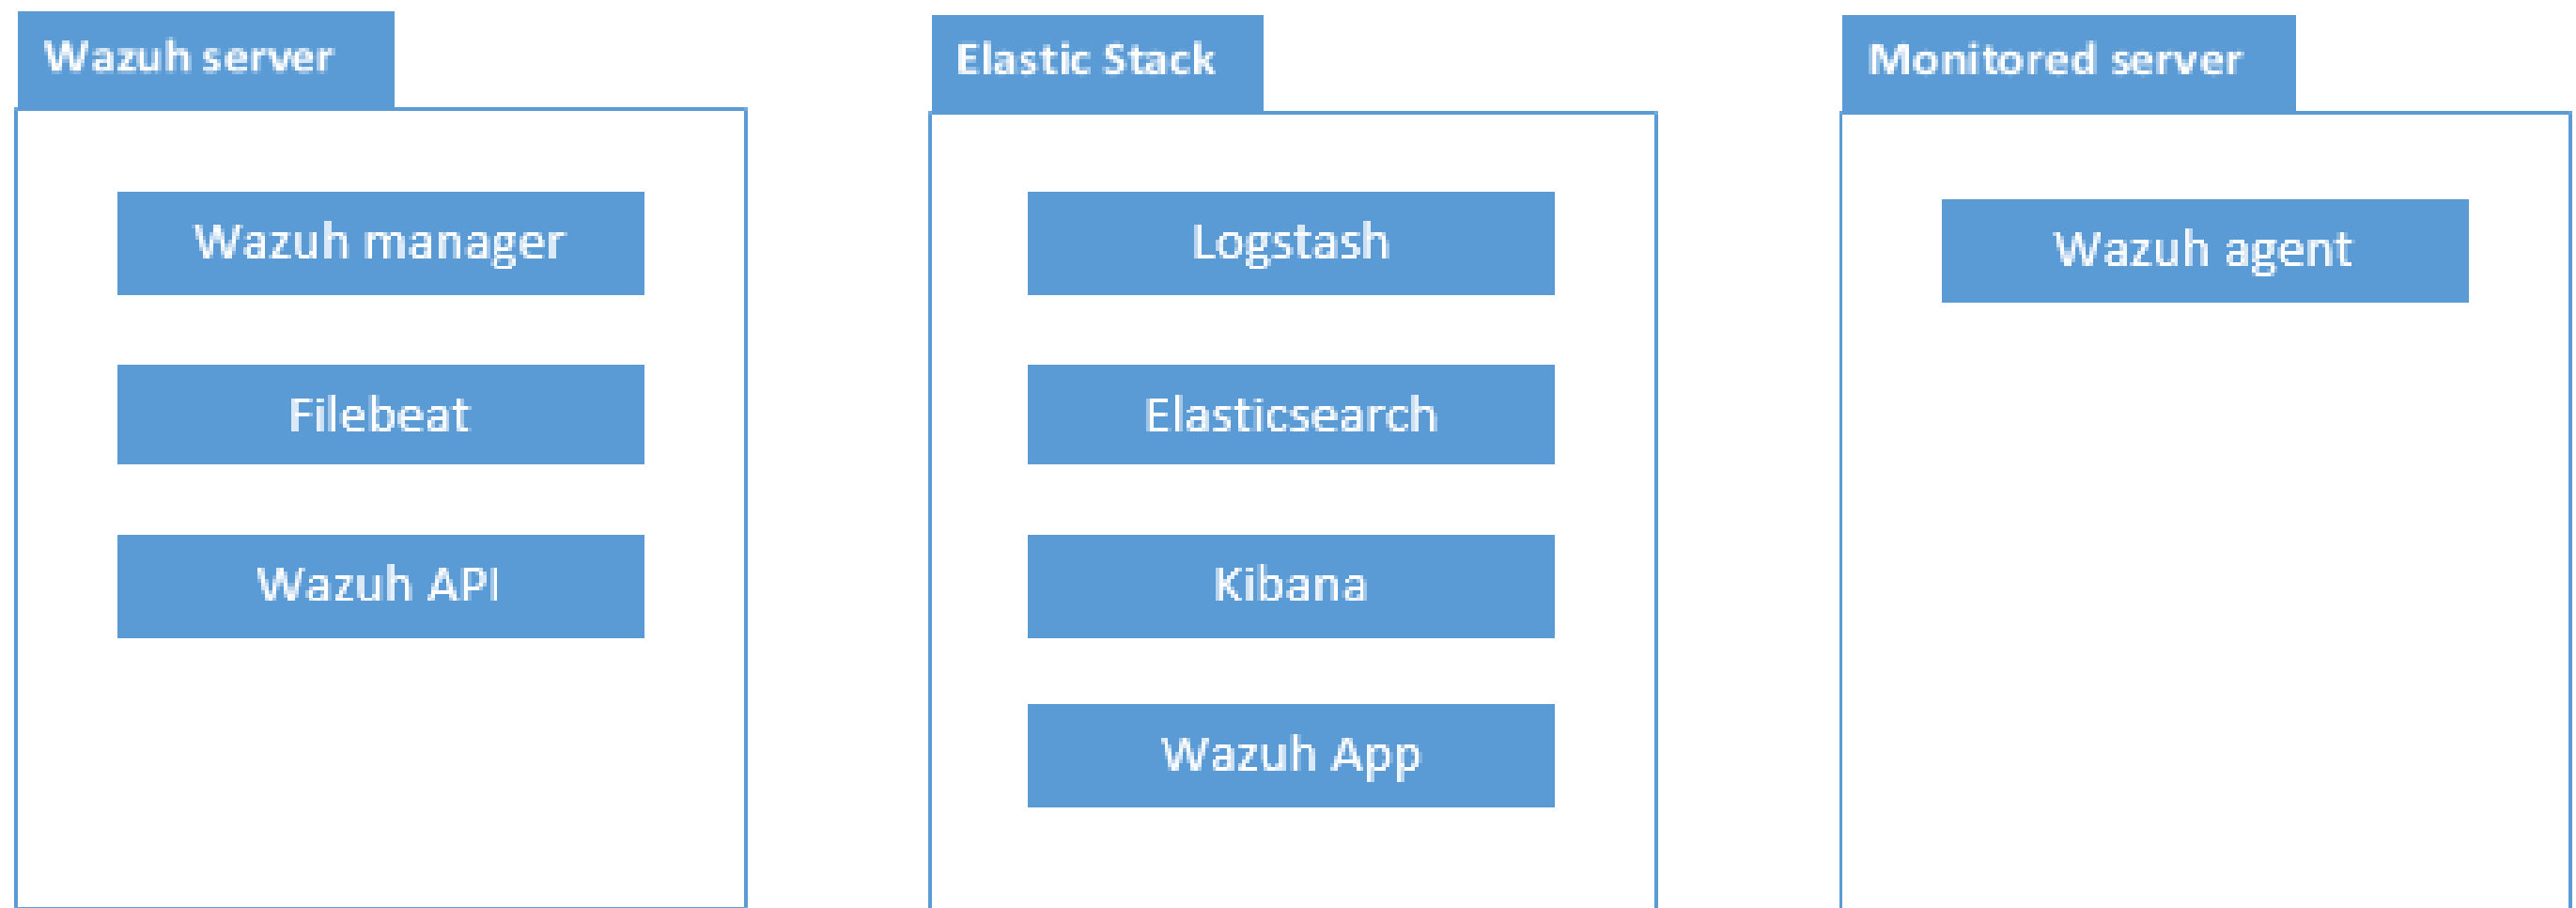 Wazuh server
Wazuh manager
Filebeat
Wazuh API
Elastic Stack
Logstash
Elasticsearch
Kibana
Wazuh App
Monitored server
Wazuh agent